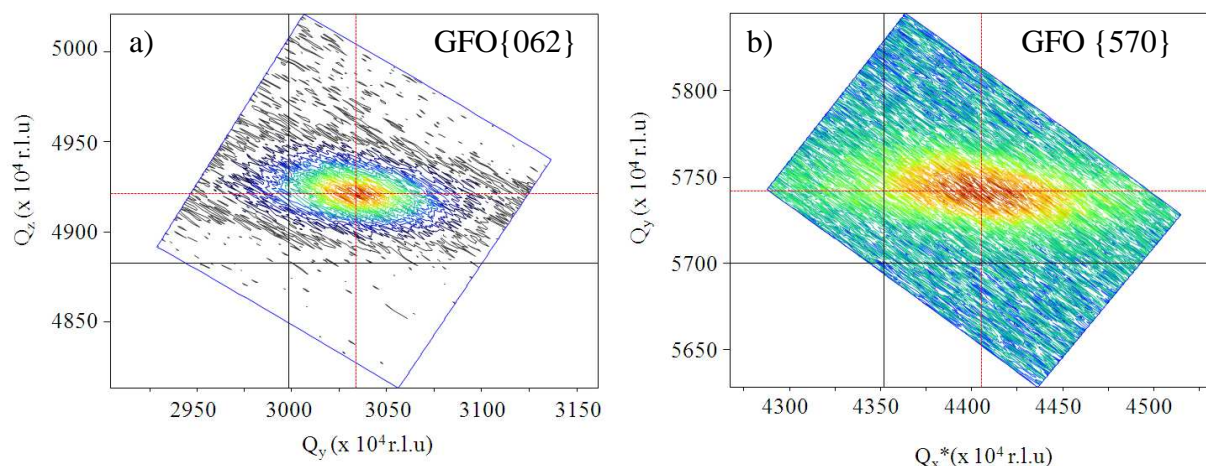 a) GFO{062}
5000
4950
4900
4850
Q_z (x 10^4 r.l.u)
2950 3000 3050 3100 3150
Q_y (x 10^4 r.l.u)
b) GFO {570}
5800
5750
5700
5650
Q_y (x 10^4 r.l.u)
4300 4350 4400 4450 4500
Q_x* (x 10^4 r.l.u)